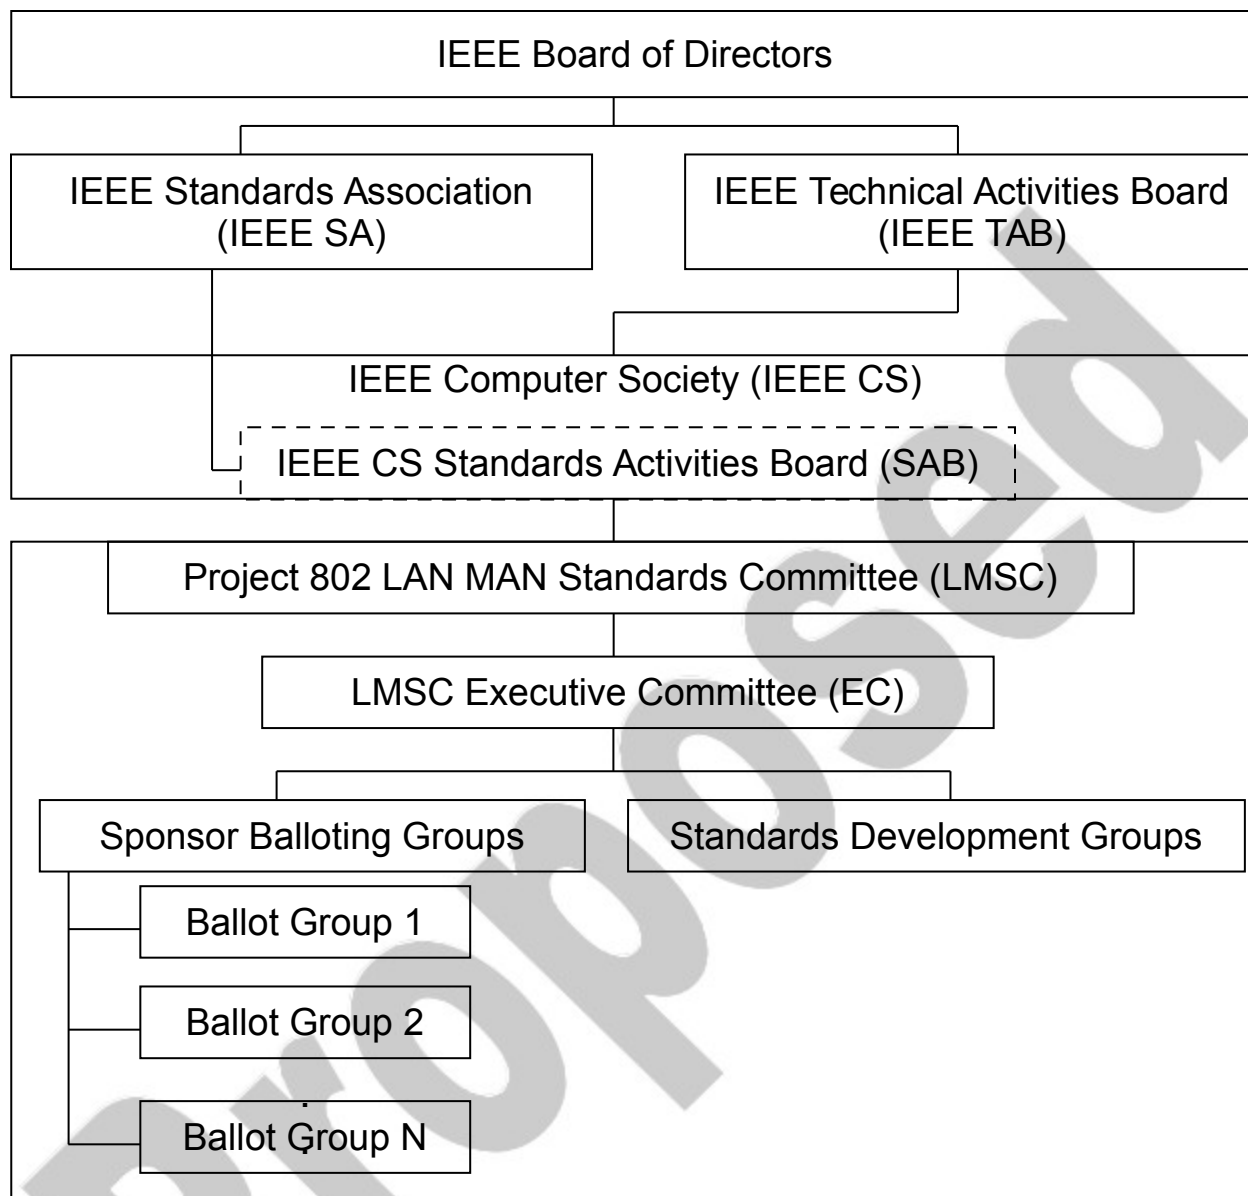 IEEE Board of Directors
IEEE Standards Association
(IEEE SA)
IEEE Technical Activities Board
(IEEE TAB)
IEEE Computer Society (IEEE CS)
IEEE CS Standards Activities Board (SAB)
Project 802 LAN MAN Standards Committee (LMSC)
LMSC Executive Committee (EC)
Sponsor Balloting Groups
Standards Development Groups
Ballot Group 1
Ballot Group 2
Ballot Group N
Proposed